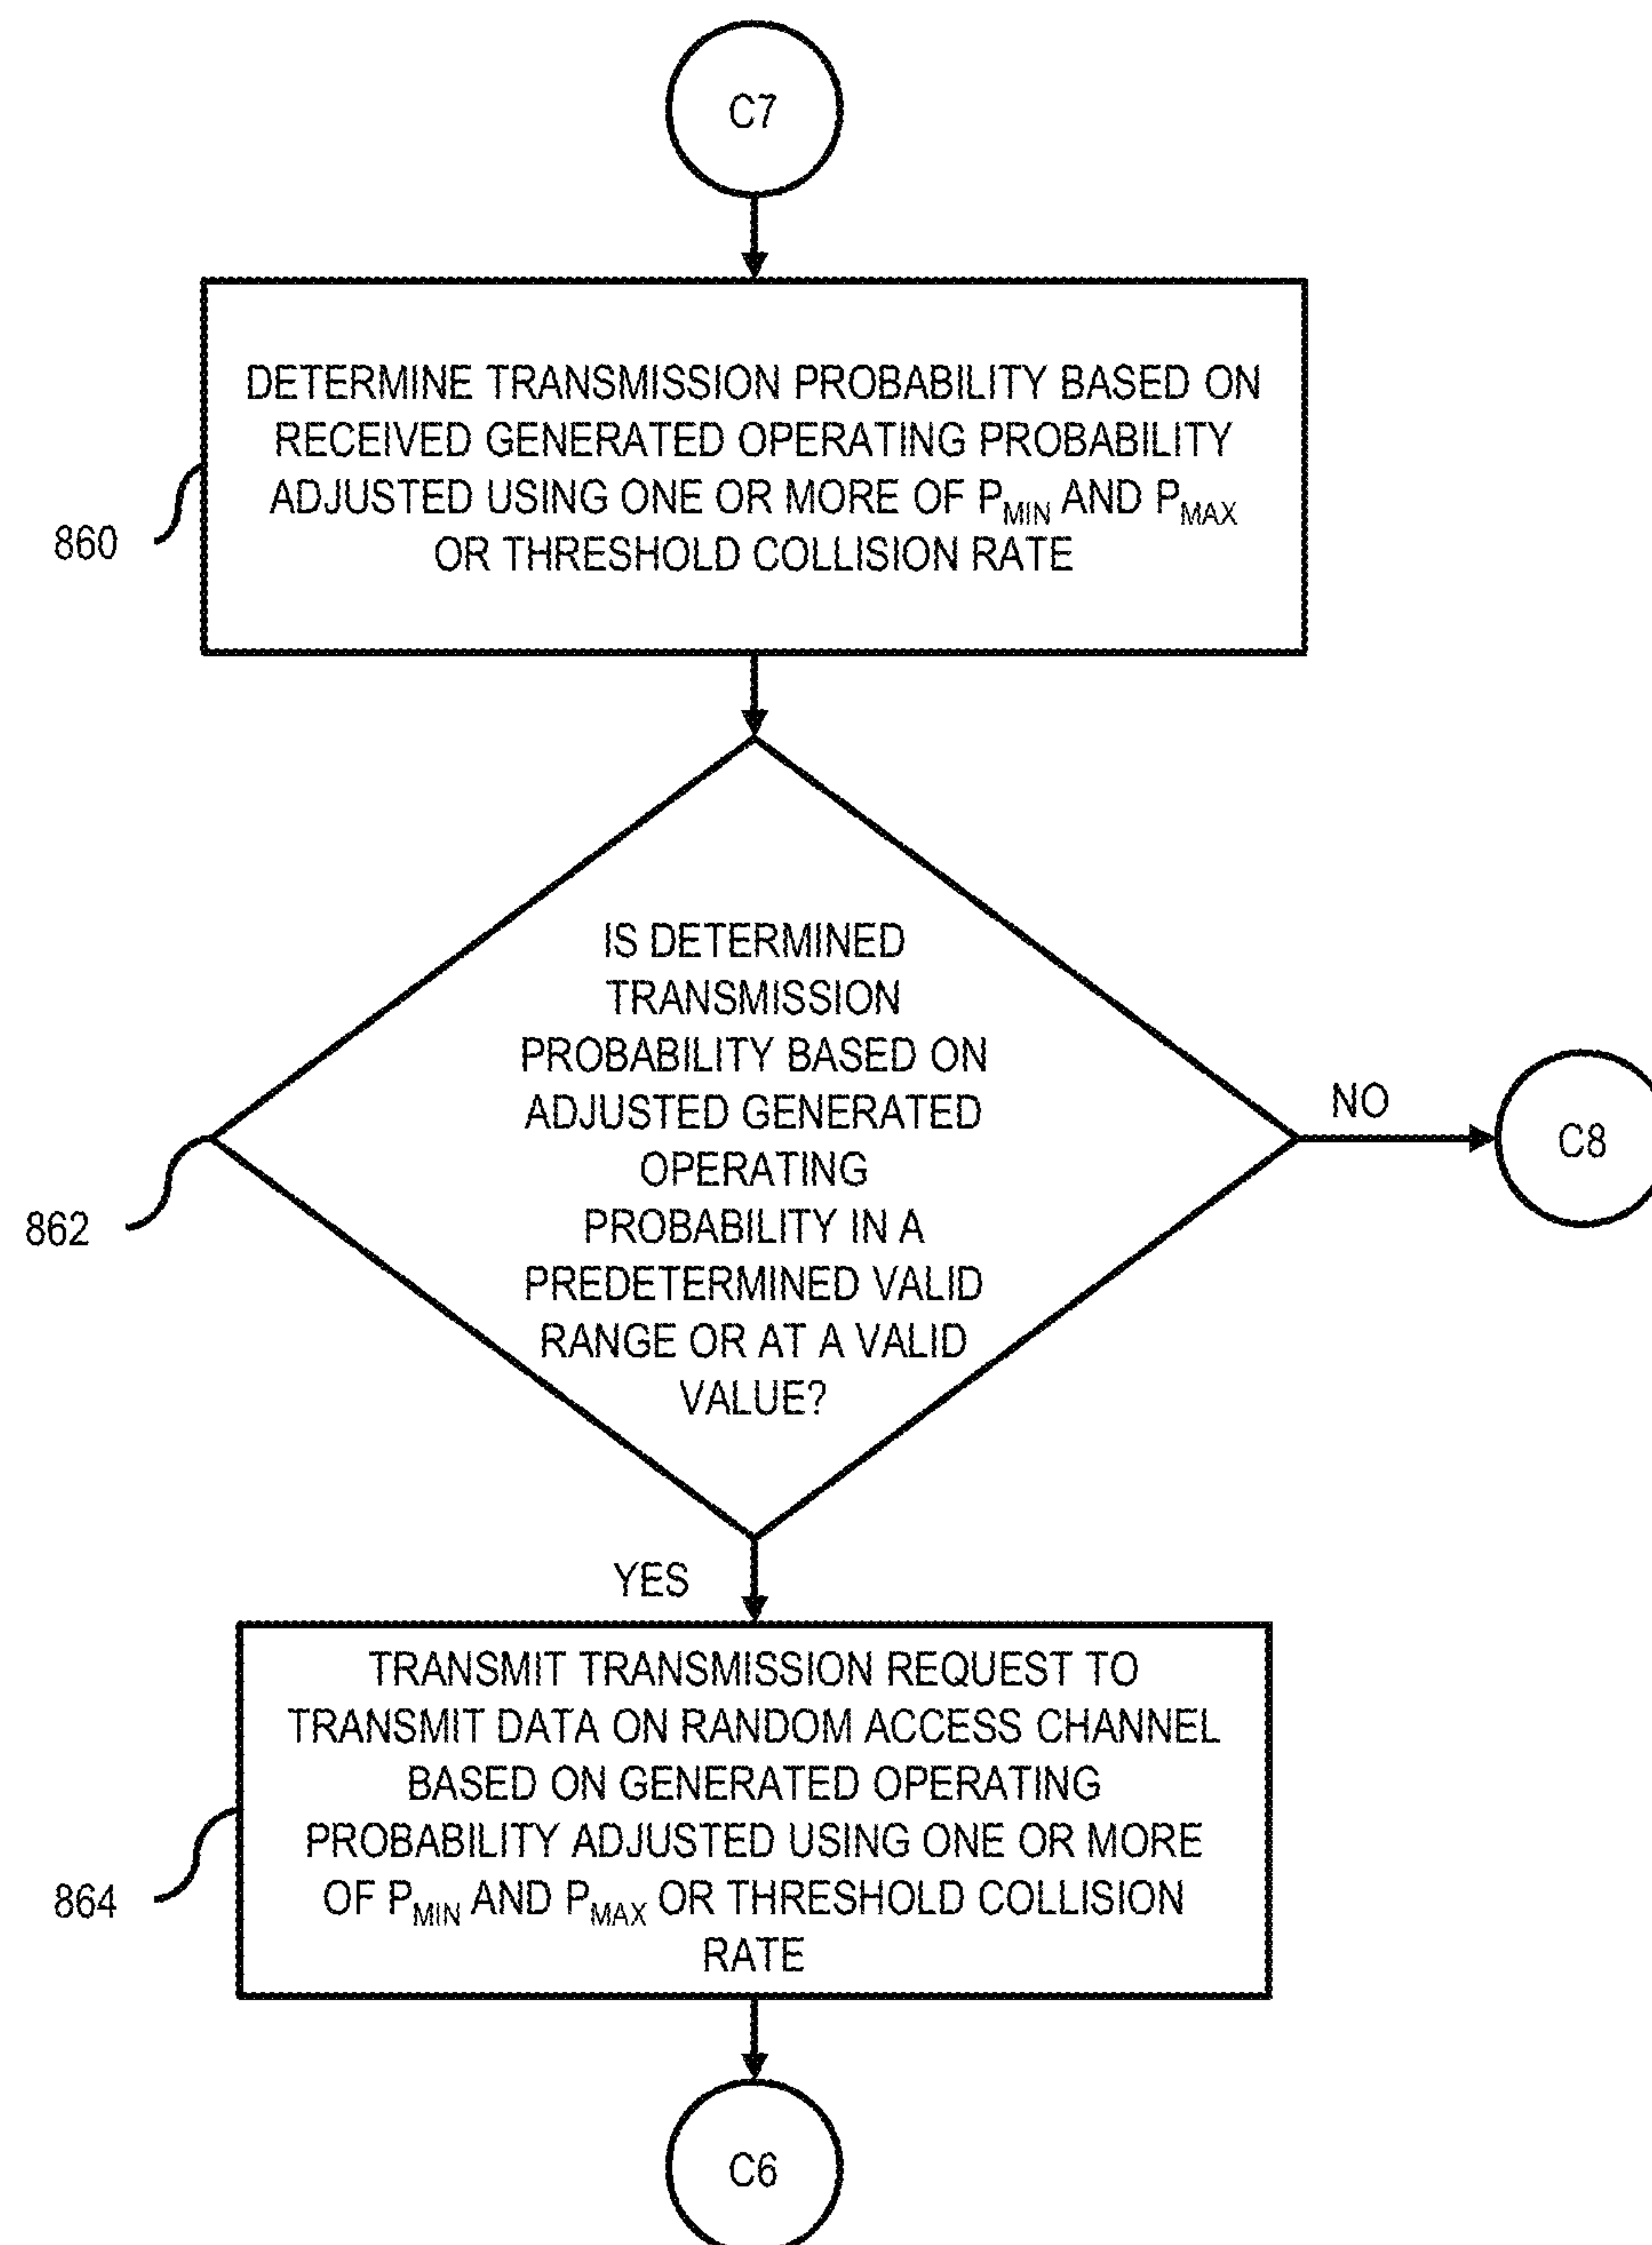 C7
DETERMINE TRANSMISSION PROBABILITY BASED ON
RECEIVED GENERATED OPERATING PROBABILITY
ADJUSTED USING ONE OR MORE OF PMIN AND PMAX
OR THRESHOLD COLLISION RATE
860
IS DETERMINED
TRANSMISSION
PROBABILITY BASED ON
ADJUSTED GENERATED
OPERATING
PROBABILITY IN A
PREDETERMINED VALID
RANGE OR AT A VALID
VALUE?
862
NO
C8
YES
TRANSMIT TRANSMISSION REQUEST TO
TRANSMIT DATA ON RANDOM ACCESS CHANNEL
BASED ON GENERATED OPERATING
PROBABILITY ADJUSTED USING ONE OR MORE
OF PMIN AND PMAX OR THRESHOLD COLLISION
RATE
864
C6